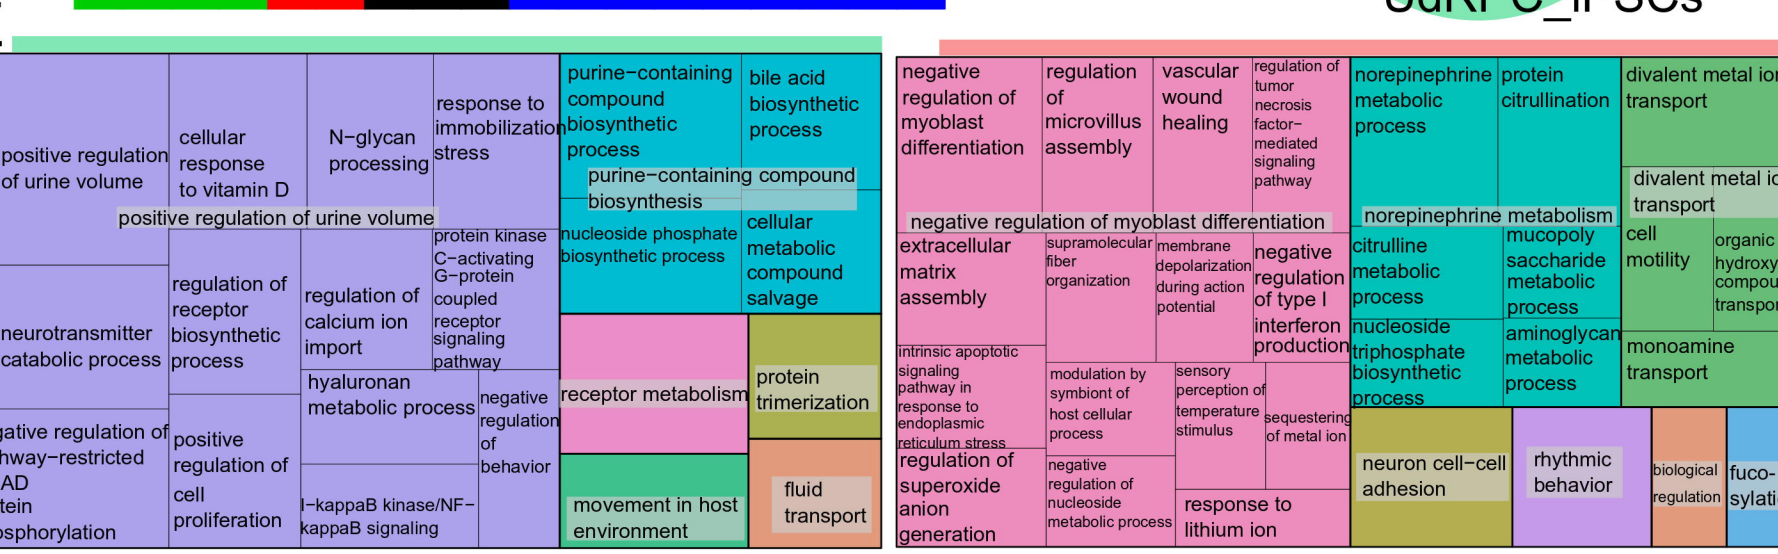 positive regulation
of urine volume
cellular
response
to vitamin D
N−glycan
processing
response to
immobilization
stress
positive regulation of urine volume
neurotransmitter
catabolic process
regulation of
receptor
biosynthetic
process
regulation of
calcium ion
import
protein kinase
C−activating
G−protein
coupled
receptor
signaling
pathway
hyaluronan
metabolic process
negative
regulation
of
behavior
regulation of
positive
regulation of
cell
proliferation
I−kappaB kinase/NF−
kappaB signaling
purine−containing
compound
biosynthetic
process
bile acid
biosynthetic
process
purine−containing compound
biosynthesis
nucleoside phosphate
biosynthetic process
cellular
metabolic
compound
salvage
receptor metabolism
protein
trimerization
movement in host
environment
fluid
transport
negative
regulation of
myoblast
differentiation
regulation
of
microvillus
assembly
vascular
wound
healing
regulation of
tumor
necrosis
factor−
mediated
signaling
pathway
negative regulation of myoblast differentiation
extracellular
matrix
assembly
supramolecular
fiber
organization
membrane
depolarization
during action
potential
negative
regulation
of type I
interferon
production
intrinsic apoptotic
signaling
pathway in
response to
endoplasmic
reticulum stress
modulation by
symbiont of
host cellular
process
sensory
perception of
temperature
stimulus
sequestering
of metal ion
regulation of
superoxide
anion
generation
negative
regulation of
nucleoside
metabolic process
response to
lithium ion
norepinephrine
metabolic
process
protein
citrullination
norepinephrine metabolism
citrulline
metabolic
process
mucopoly
saccharide
metabolic
process
nucleoside
triphosphate
biosynthetic
process
aminoglycan
metabolic
process
divalent metal
transport
divalent metal
transport
cell
motility
organic
monoamine
transport
neuron cell−cell
adhesion
rhythmic
behavior
biological
regulation